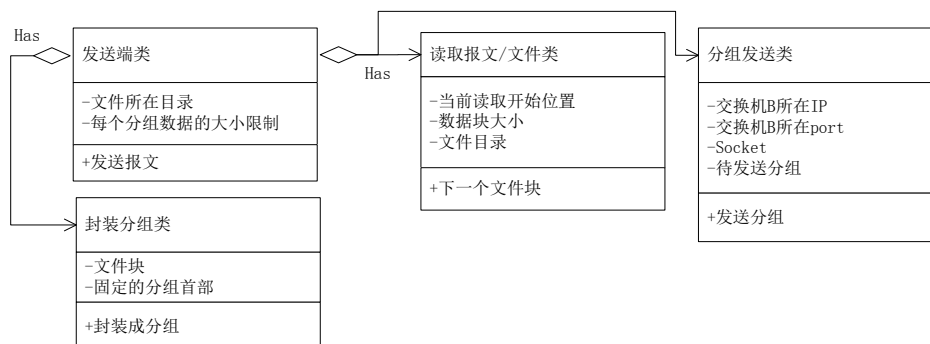 Has
发送端类
-文件所在目录
-每个分组数据的大小限制
+发送报文
Has
读取报文/文件类
-当前读取开始位置
-数据块大小
-文件目录
+下一个文件块
分组发送类
-交换机B所在IP
-交换机B所在port
-Socket
-待发送分组
+发送分组
封装分组类
-文件块
-固定的分组首部
+封装成分组